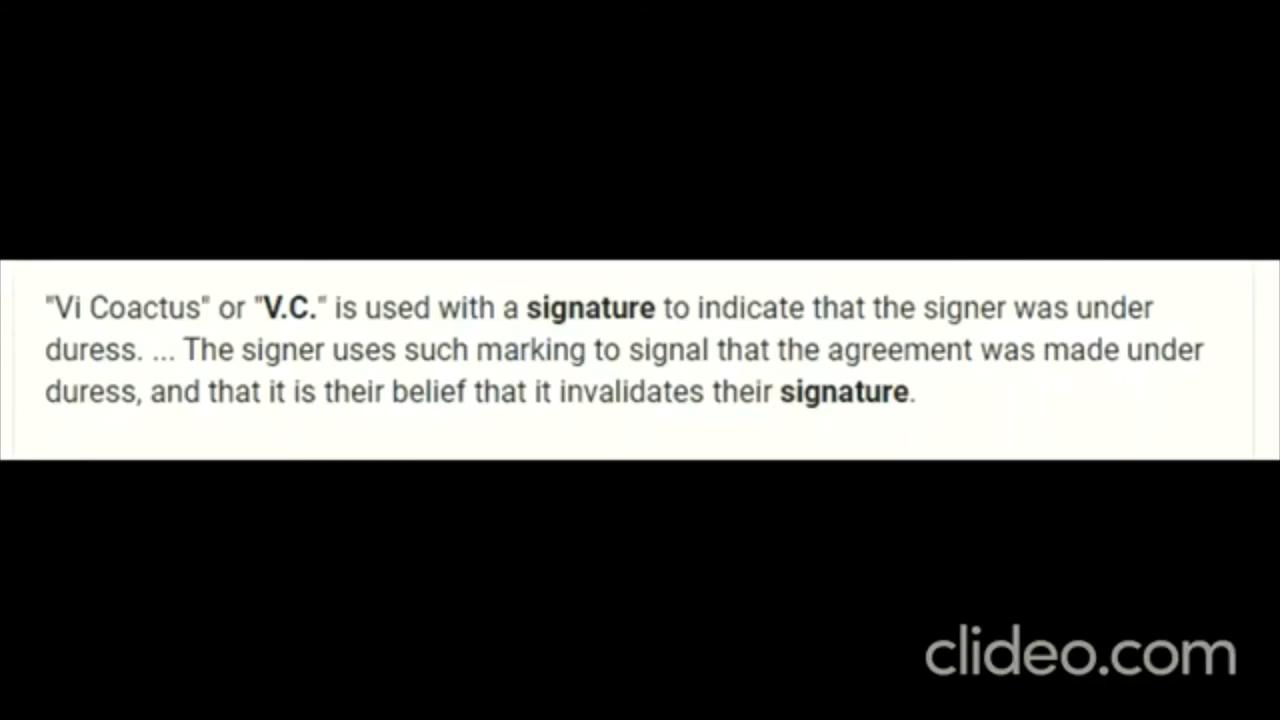 "Vi Coactus" or "V.C." is used with a signature to indicate that the signer was under
duress. ... The signer uses such marking to signal that the agreement was made under
duress, and that it is their belief that it invalidates their signature.
clideo.com